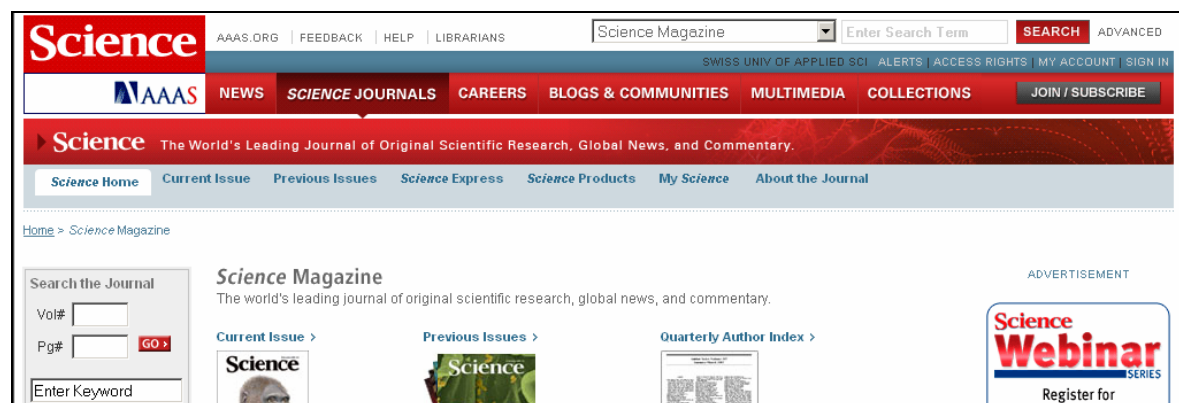 Science
AAAS.ORG | FEEDBACK | HELP | LIBRARIANS
Science Magazine
Enter Search Term
SEARCH
ADVANCED
SWISS UNIV OF APPLIED SCI ALERTS | ACCESS RIGHTS | MY ACCOUNT | SIGN IN
AAAS
NEWS SCIENCE JOURNALS CAREERS BLOGS & COMMUNITIES MULTIMEDIA COLLECTIONS JOIN / SUBSCRIBE
Science The World's Leading Journal of Original Scientific Research, Global News, and Commentary.
Science Home Current Issue Previous Issues Science Express Science Products My Science About the Journal
Home > Science Magazine
Search the Journal
Vol#
Pg#
GO
Enter Keyword
Science Magazine
The world's leading journal of original scientific research, global news, and commentary.
Current Issue >
Science
Previous Issues >
Science
Quarterly Author Index >
ADVERTISEMENT
Science
Webinar
SERIES
Register for